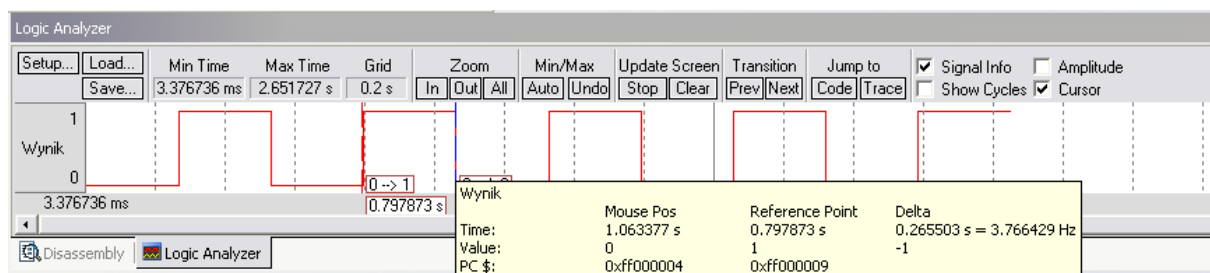 Logic Analyzer
Setup... Load... Min Time Max Time Grid Zoom Min/Max Update Screen Transition Jump to Signal Info Amplitude
Save... 3.376736 ms 2.651727 s 0.2 s In Out All Auto Undo Stop Clear Prev Next Code Trace Show Cycles Cursor
1
Wynik
0
0 --> 1
3.376736 ms 0.797873 s
Wynik
Mouse Pos Reference Point Delta
Time: 1.063377 s 0.797873 s 0.265503 s = 3.766429 Hz
Value: 0 1 -1
PC $: 0xff000004 0xff000009
Disassembly Logic Analyzer